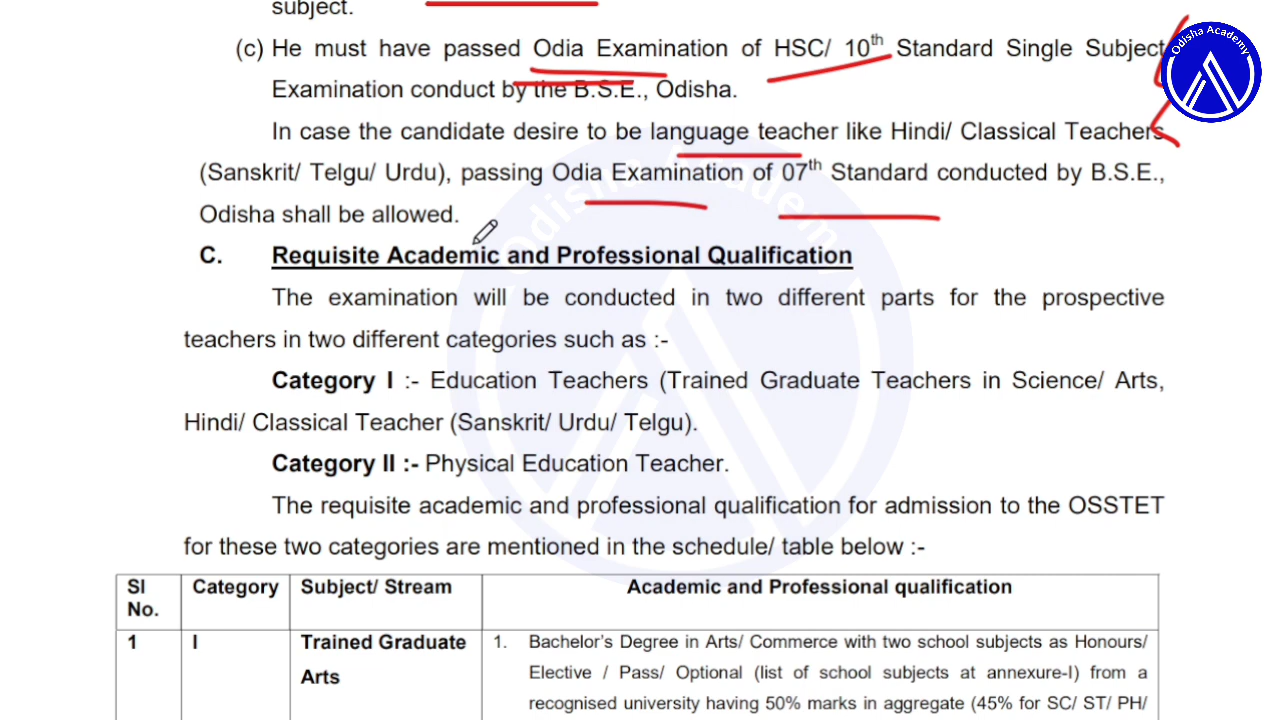 subject.
(c) He must have passed Odia Examination of HSC/ 10th Standard Single Subject
Examination conduct by the B.S.E., Odisha.
In case the candidate desire to be language teacher like Hindi/ Classical Teachers
(Sanskrit/ Telgu/ Urdu), passing Odia Examination of 07th Standard conducted by B.S.E.,
Odisha shall be allowed.
C. Requisite Academic and Professional Qualification
The examination will be conducted in two different parts for the prospective
teachers in two different categories such as :-
Category I :- Education Teachers (Trained Graduate Teachers in Science/ Arts,
Hindi/ Classical Teacher (Sanskrit/ Urdu/ Telgu).
Category II :- Physical Education Teacher.
The requisite academic and professional qualification for admission to the OSSTET
for these two categories are mentioned in the schedule/ table below :-
Sl No. Category Subject/ Stream Academic and Professional qualification
1 I Trained Graduate Arts 1. Bachelor's Degree in Arts/ Commerce with two school subjects as Honours/
Elective / Pass/ Optional (list of school subjects at annexure-I) from a
recognised university having 50% marks in aggregate (45% for SC/ ST/ PH/
Odisha Academy
Odisha Academy